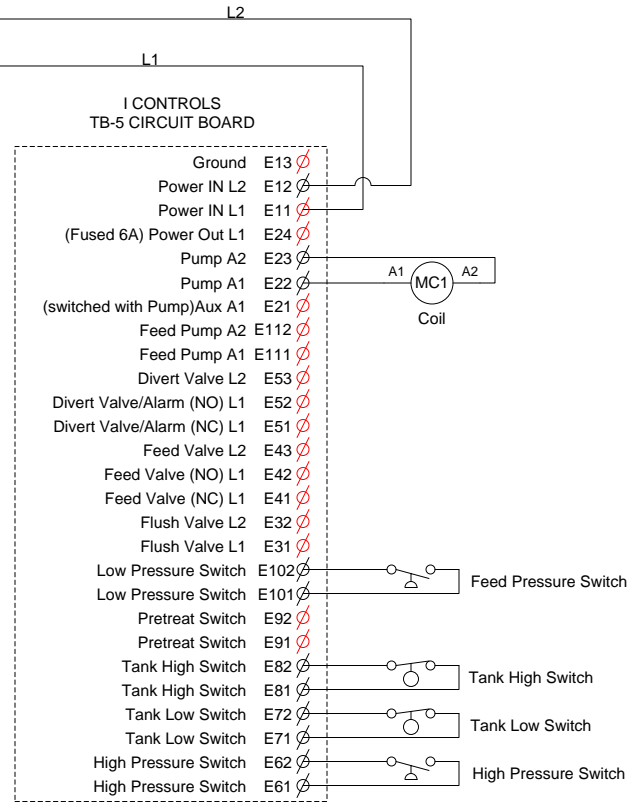 L2
L1
I CONTROLS
TB-5 CIRCUIT BOARD
Ground E13
Power IN L2 E12
Power IN L1 E11
(Fused 6A) Power Out L1 E24
Pump A2 E23
Pump A1 E22
A1 MC1 A2
Coil
(switched with Pump)Aux A1 E21
Feed Pump A2 E112
Feed Pump A1 E111
Divert Valve L2 E53
Divert Valve/Alarm (NO) L1 E52
Divert Valve/Alarm (NC) L1 E51
Feed Valve L2 E43
Feed Valve (NO) L1 E42
Feed Valve (NC) L1 E41
Flush Valve L2 E32
Flush Valve L1 E31
Low Pressure Switch E102
Low Pressure Switch E101
Feed Pressure Switch
Pretreat Switch E92
Pretreat Switch E91
Tank High Switch E82
Tank High Switch E81
Tank High Switch
Tank Low Switch E72
Tank Low Switch E71
Tank Low Switch
High Pressure Switch E62
High Pressure Switch E61
High Pressure Switch